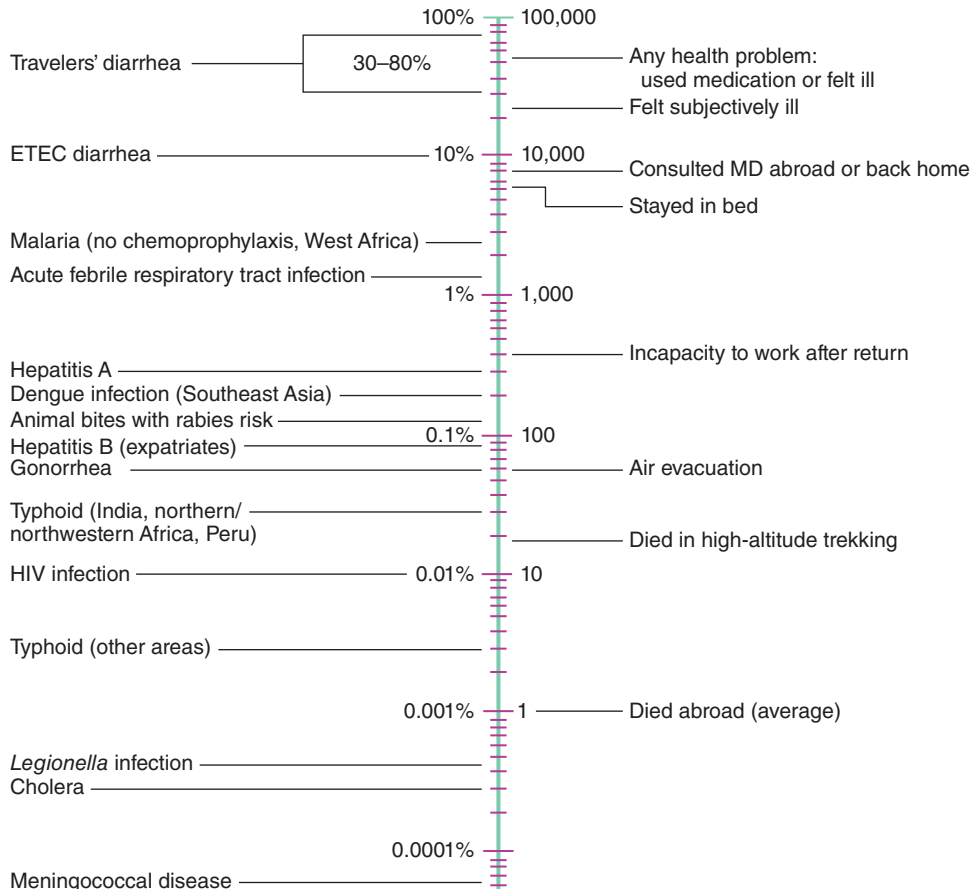 100% 100,000
Travelers’ diarrhea 30–80% Any health problem:
used medication or felt ill
Felt subjectively ill
ETEC diarrhea 10% 10,000
Consulted MD abroad or back home
Stayed in bed
Malaria (no chemoprophylaxis, West Africa)
Acute febrile respiratory tract infection
1% 1,000
Incapacity to work after return
Hepatitis A
Dengue infection (Southeast Asia)
Animal bites with rabies risk
0.1% 100
Hepatitis B (expatriates)
Gonorrhea Air evacuation
Typhoid (India, northern/
northwestern Africa, Peru)
Died in high-altitude trekking
HIV infection 0.01% 10
Typhoid (other areas)
0.001% 1 Died abroad (average)
Legionella infection
Cholera
0.0001%
Meningococcal disease